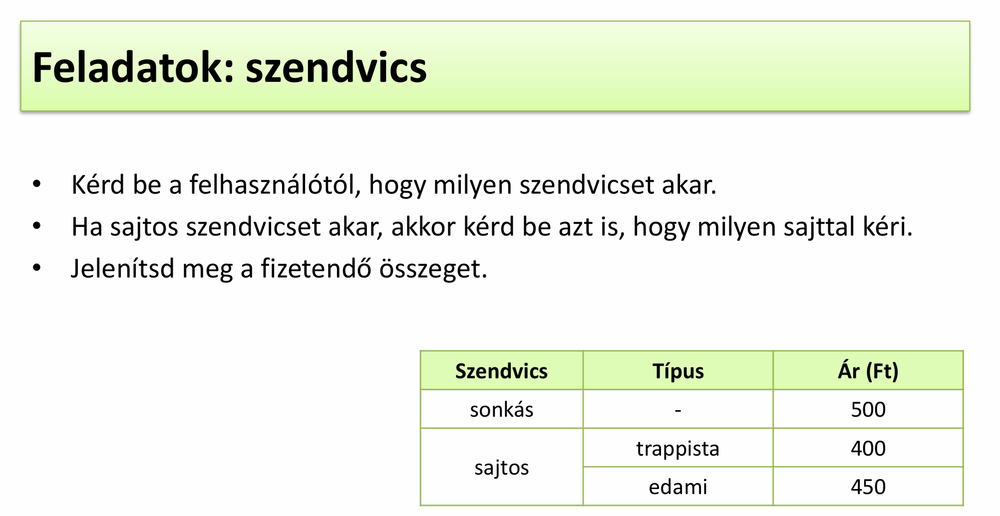 Feladatok: szendvics
• Kérd be a felhasználótól, hogy milyen szendvicset akar.
• Ha sajtos szendvicset akar, akkor kérd be azt is, hogy milyen sajttal kéri.
• Jelenítsd meg a fizetendő összeget.
Szendvics Típus Ár (Ft)
sonkás - 500
trappista 400
sajtos
edami 450